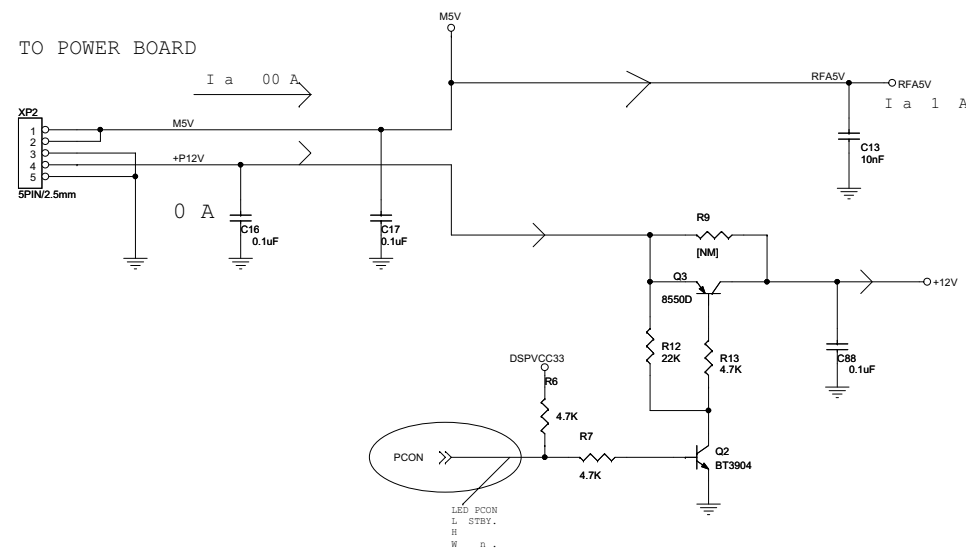 M5V
TO POWER BOARD
I a 00 A
RFA5V
RFA5V
I a 1 A
XP2
1
2
3
4
5
M5V
+P12V
5PIN/2.5mm
0 A
C16
0.1uF
C17
0.1uF
C13
10nF
R9
[NM]
Q3
8550D
+12V
R12
22K
R13
4.7K
C88
0.1uF
DSPVCC33
R6
4.7K
R7
4.7K
PCON
Q2
BT3904
LED PCON
L STBY.
H
W n .